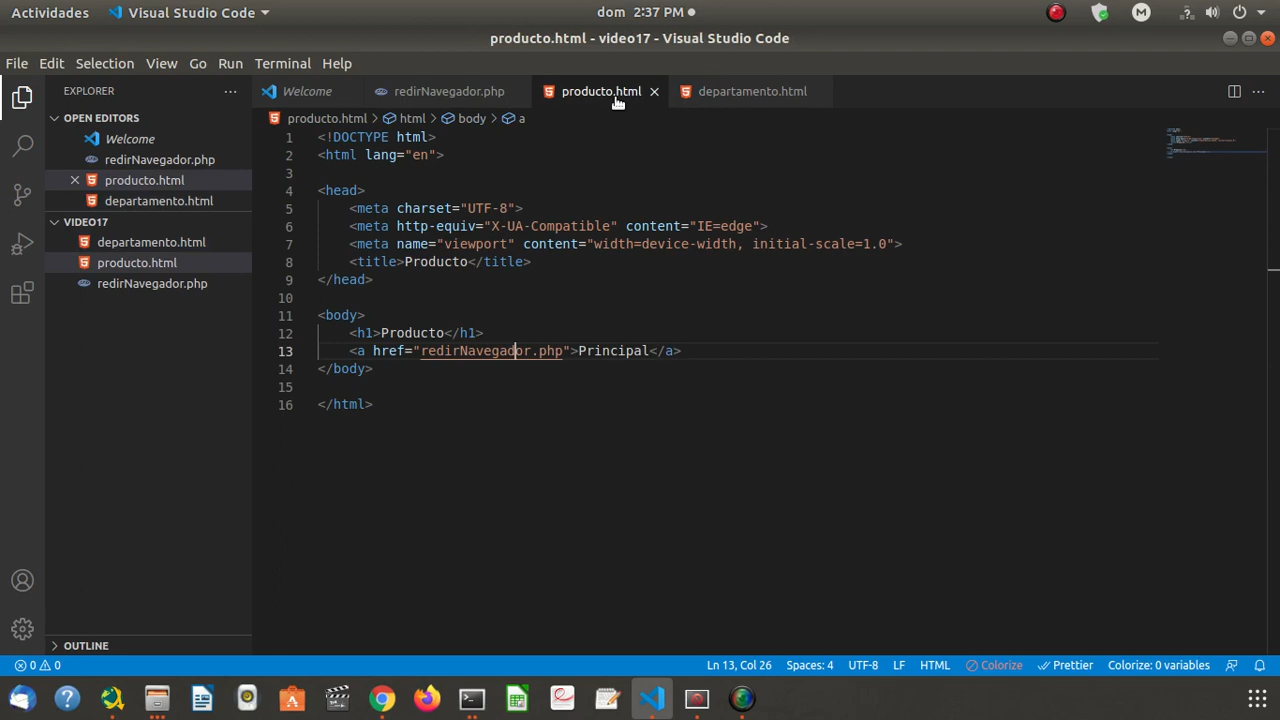 Actividades Visual Studio Code dom 2:37 PM
producto.html - video17 - Visual Studio Code
File Edit Selection View Go Run Terminal Help
EXPLORER
OPEN EDITORS
Welcome
redirNavegador.php
producto.html
departamento.html
VIDEO17
departamento.html
producto.html
redirNavegador.php
OUTLINE
Welcome redirNavegador.php producto.html departamento.html
producto.html > html > body > a
1 <!DOCTYPE html>
2 <html lang="en">
3
4 <head>
5 <meta charset="UTF-8">
6 <meta http-equiv="X-UA-Compatible" content="IE=edge">
7 <meta name="viewport" content="width=device-width, initial-scale=1.0">
8 <title>Producto</title>
9 </head>
10
11 <body>
12 <h1>Producto</h1>
13 <a href="redirNavegador.php">Principal</a>
14 </body>
15
16 </html>
0 0 Ln 13, Col 26 Spaces: 4 UTF-8 LF HTML Colorize Prettier Colorize: 0 variables